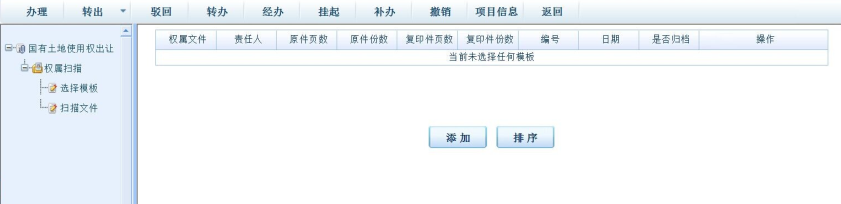 办理 转出 驳回 转办 经办 挂起 补办 撤销 项目信息 返回
国有土地使用权出让
权属扫描
选择模板
扫描文件
权属文件 责任人 原件页数 原件份数 复印件页数 复印件份数 编号 日期 是否归档 操作
当前未选择任何模板
添加 排序